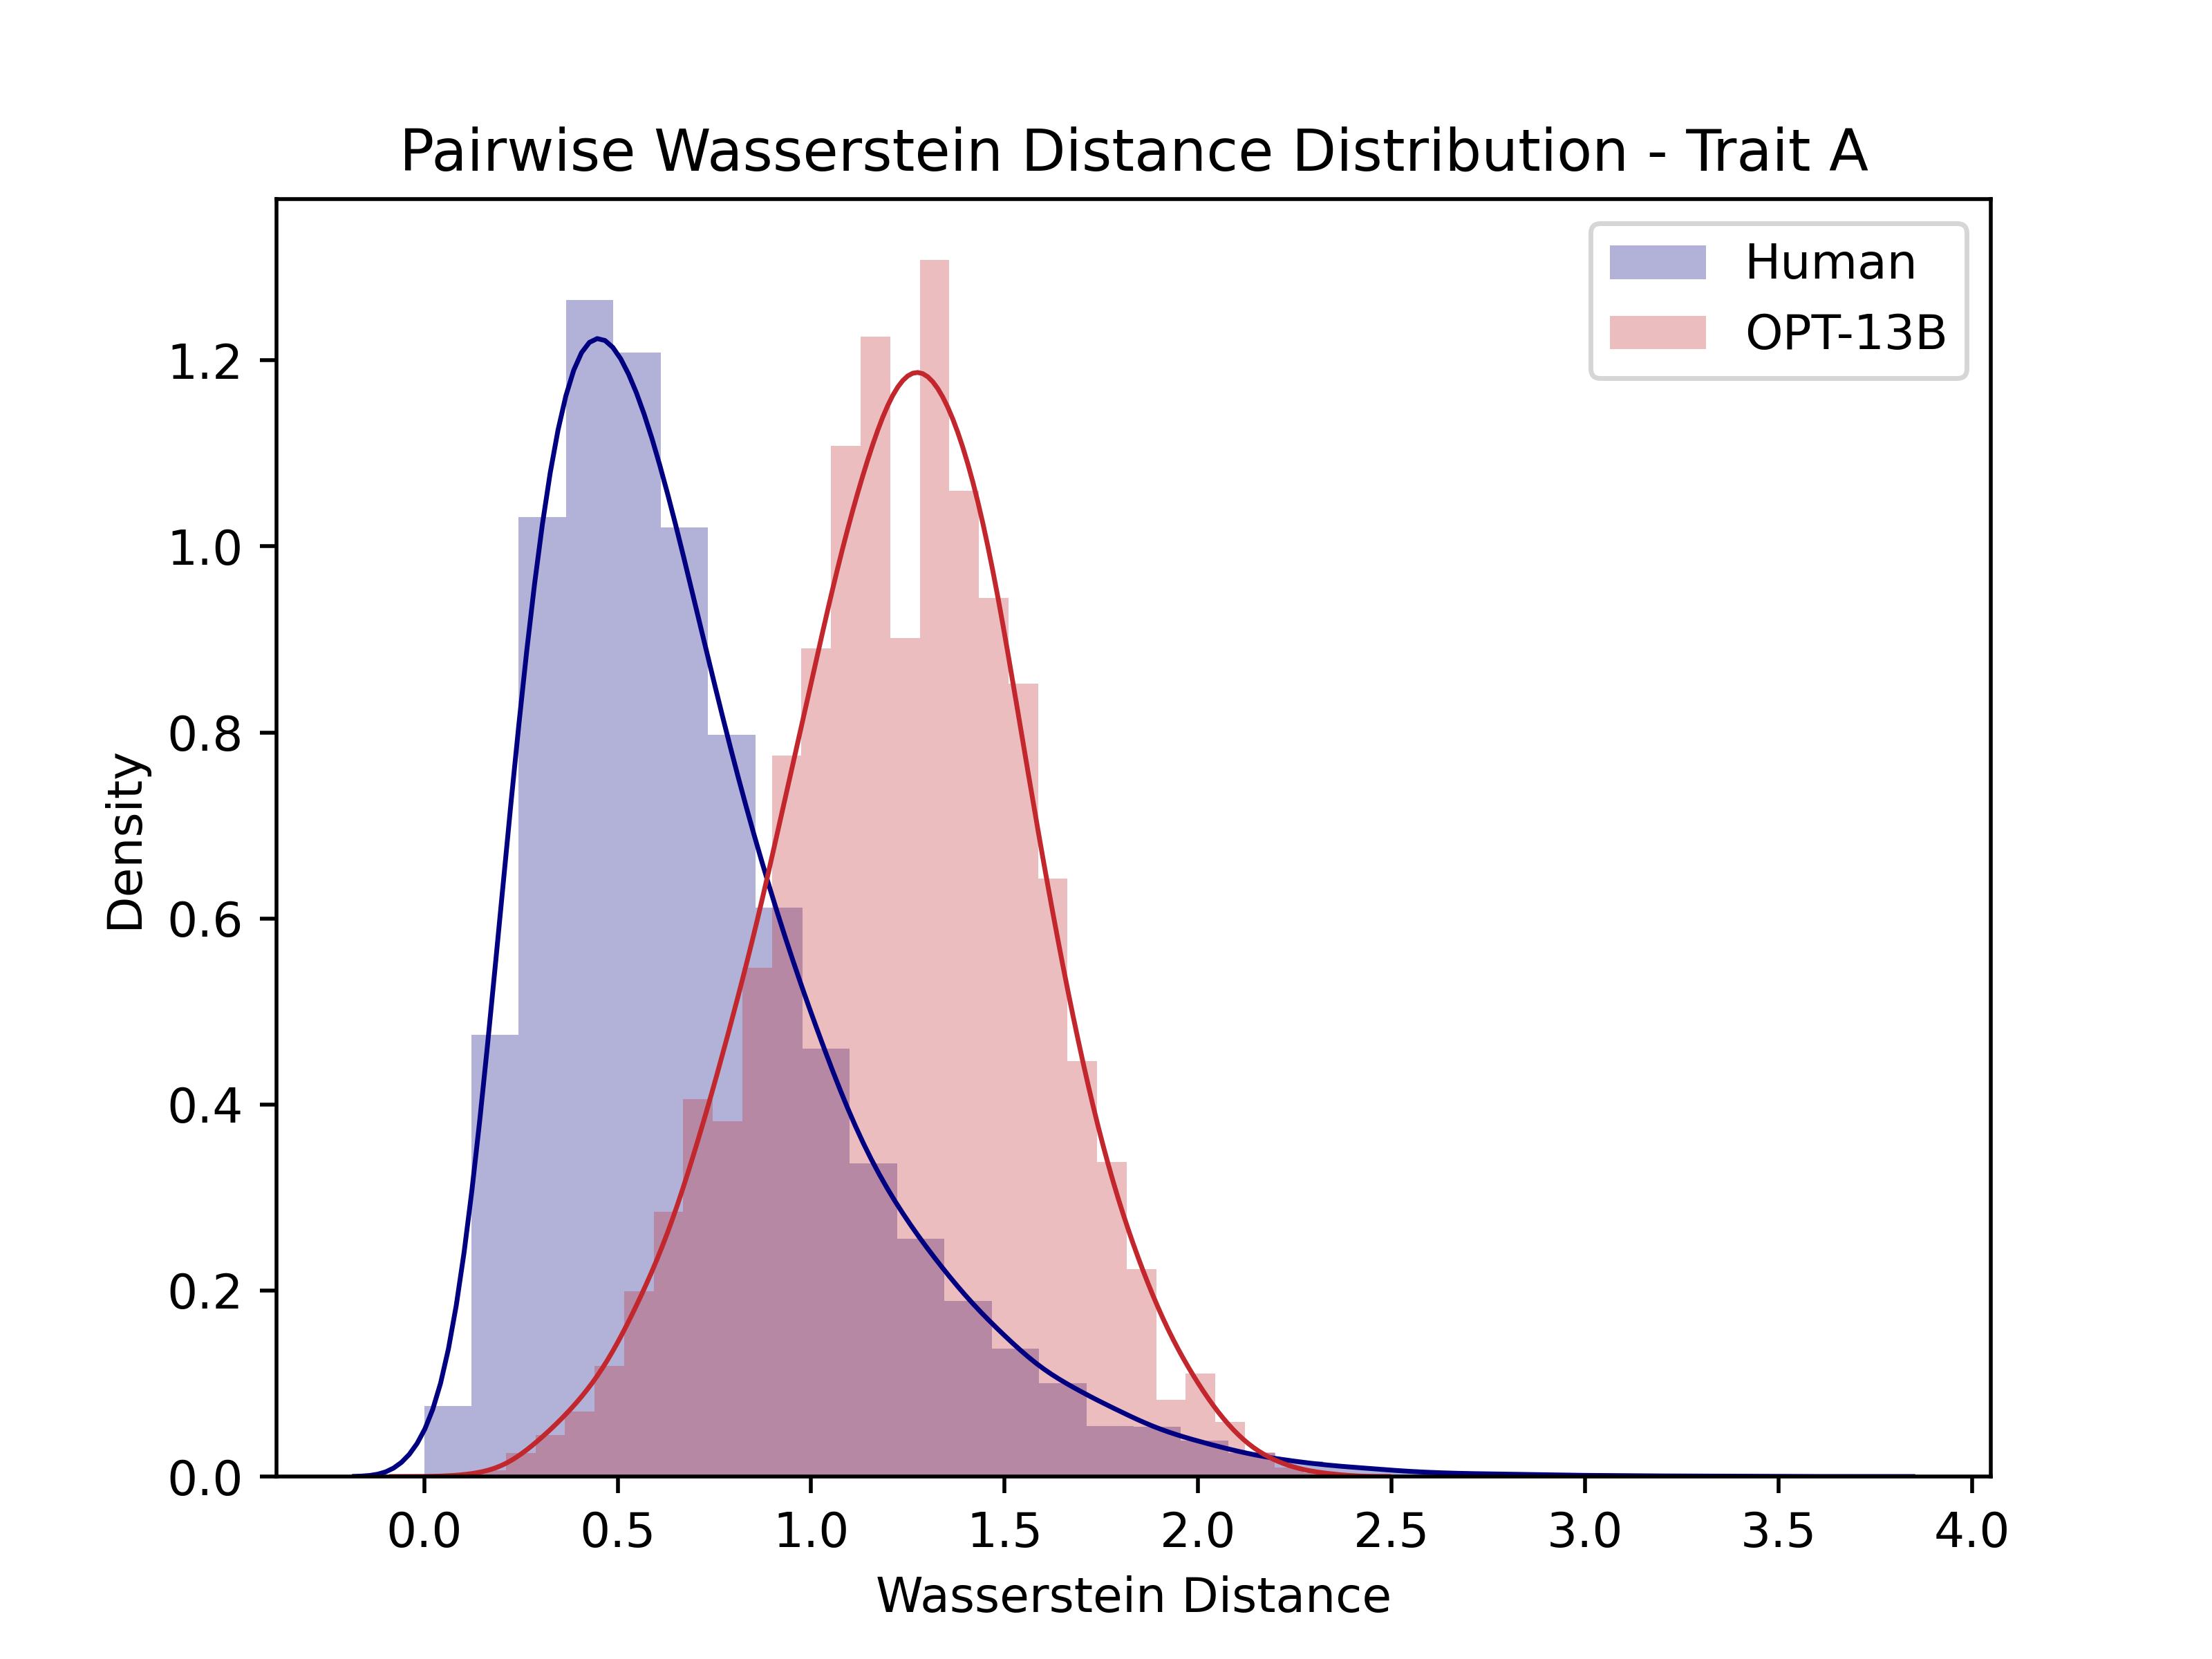 Pairwise Wasserstein Distance Distribution - Trait A
Human
OPT-13B
1.2
1.0
0.8
0.6
0.4
0.2
0.0
Density
0.0 0.5 1.0 1.5 2.0 2.5 3.0 3.5 4.0
Wasserstein Distance